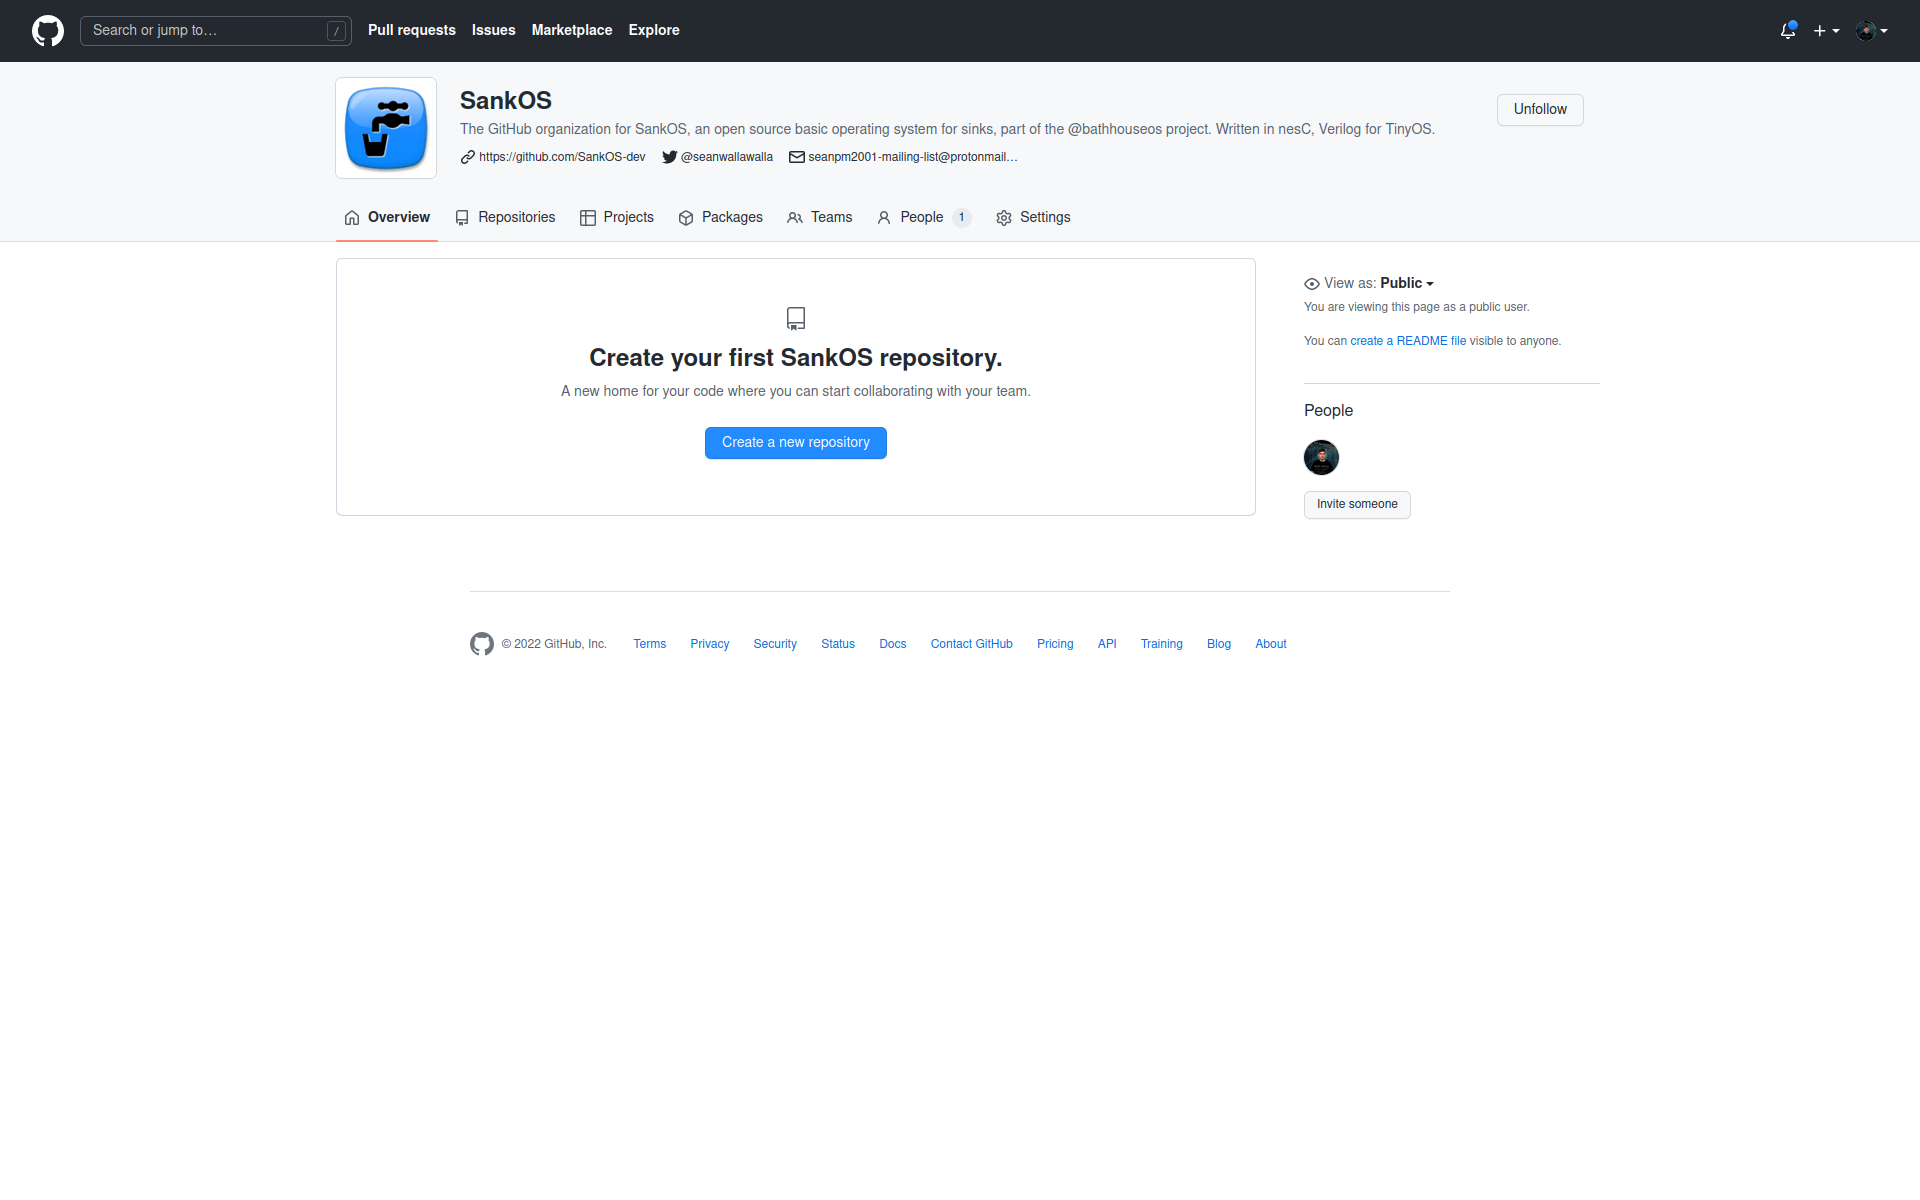 Search or jump to… /
Pull requests Issues Marketplace Explore
SankOS
Unfollow
The GitHub organization for SankOS, an open source basic operating system for sinks, part of the @bathhouseos project. Written in nesC, Verilog for TinyOS.
https://github.com/SankOS-dev @seanwallawalla seanpm2001-mailing-list@protonmail…
Overview Repositories Projects Packages Teams People 1 Settings
Create your first SankOS repository.
A new home for your code where you can start collaborating with your team.
Create a new repository
View as: Public
You are viewing this page as a public user.
You can create a README file visible to anyone.
People
Invite someone
© 2022 GitHub, Inc. Terms Privacy Security Status Docs Contact GitHub Pricing API Training Blog About